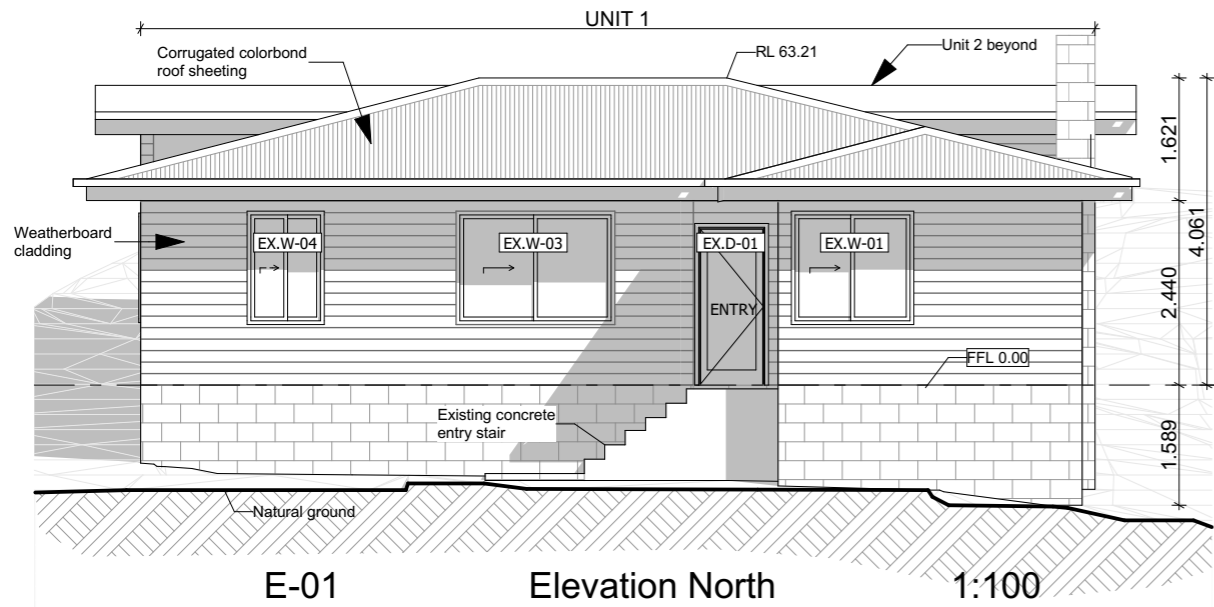 UNIT 1
Corrugated colorbond
roof sheeting
RL 63.21
Unit 2 beyond
1.621
4.061
Weatherboard
cladding
EX.W-04
EX.W-03
EX.D-01
EX.W-01
2.440
ENTRY
FFL 0.00
Existing concrete
entry stair
1.589
Natural ground
E-01
Elevation North
1:100